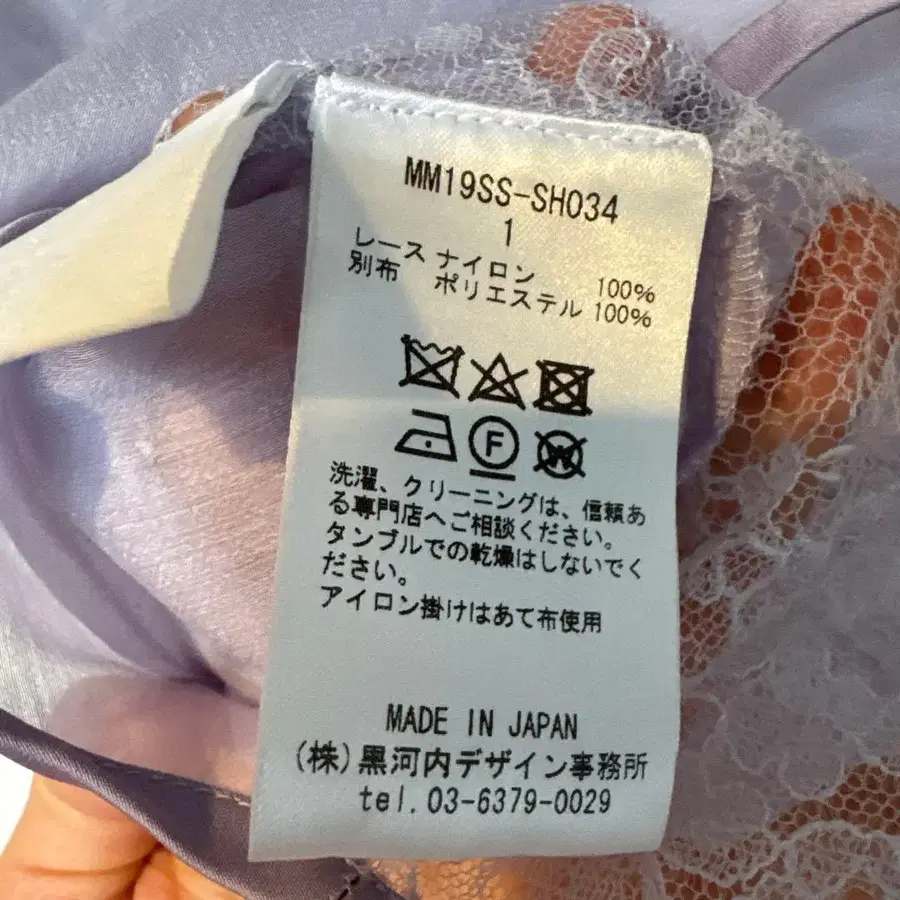 MM19SS-SH034
1
レース ナイロン 100%
別布 ポリエステル 100%
F
W
洗濯、クリーニングは、信頼あ
る専門店へご相談ください。
タンブルでの乾燥はしないでく
ださい。
アイロン掛けはあて布使用
MADE IN JAPAN
(株)黒河内デザイン事務所
tel.03-6379-0029